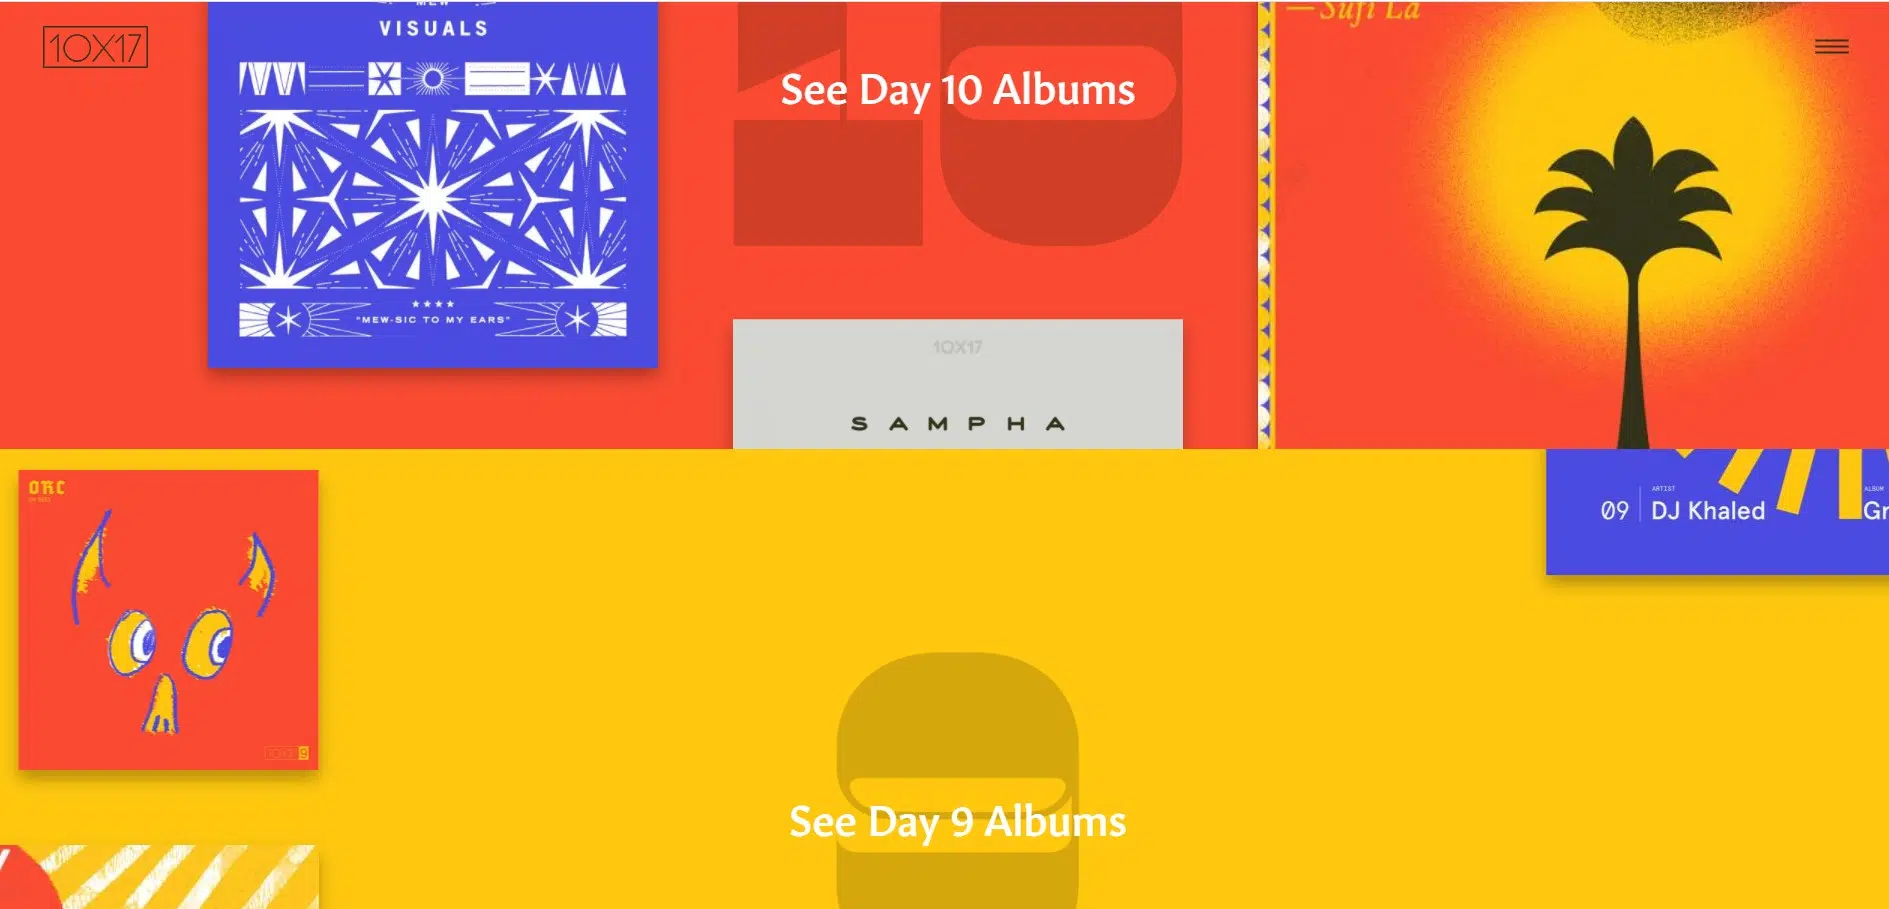 MEW
VISUALS
— Sufi La
10X17
See Day 10 Albums
★★★★
"MEW-SIC TO MY EARS"
10X17
SAMPHA
ORC
ARTIST
ALBUM
09
DJ Khaled
Gr
10X17 9
See Day 9 Albums